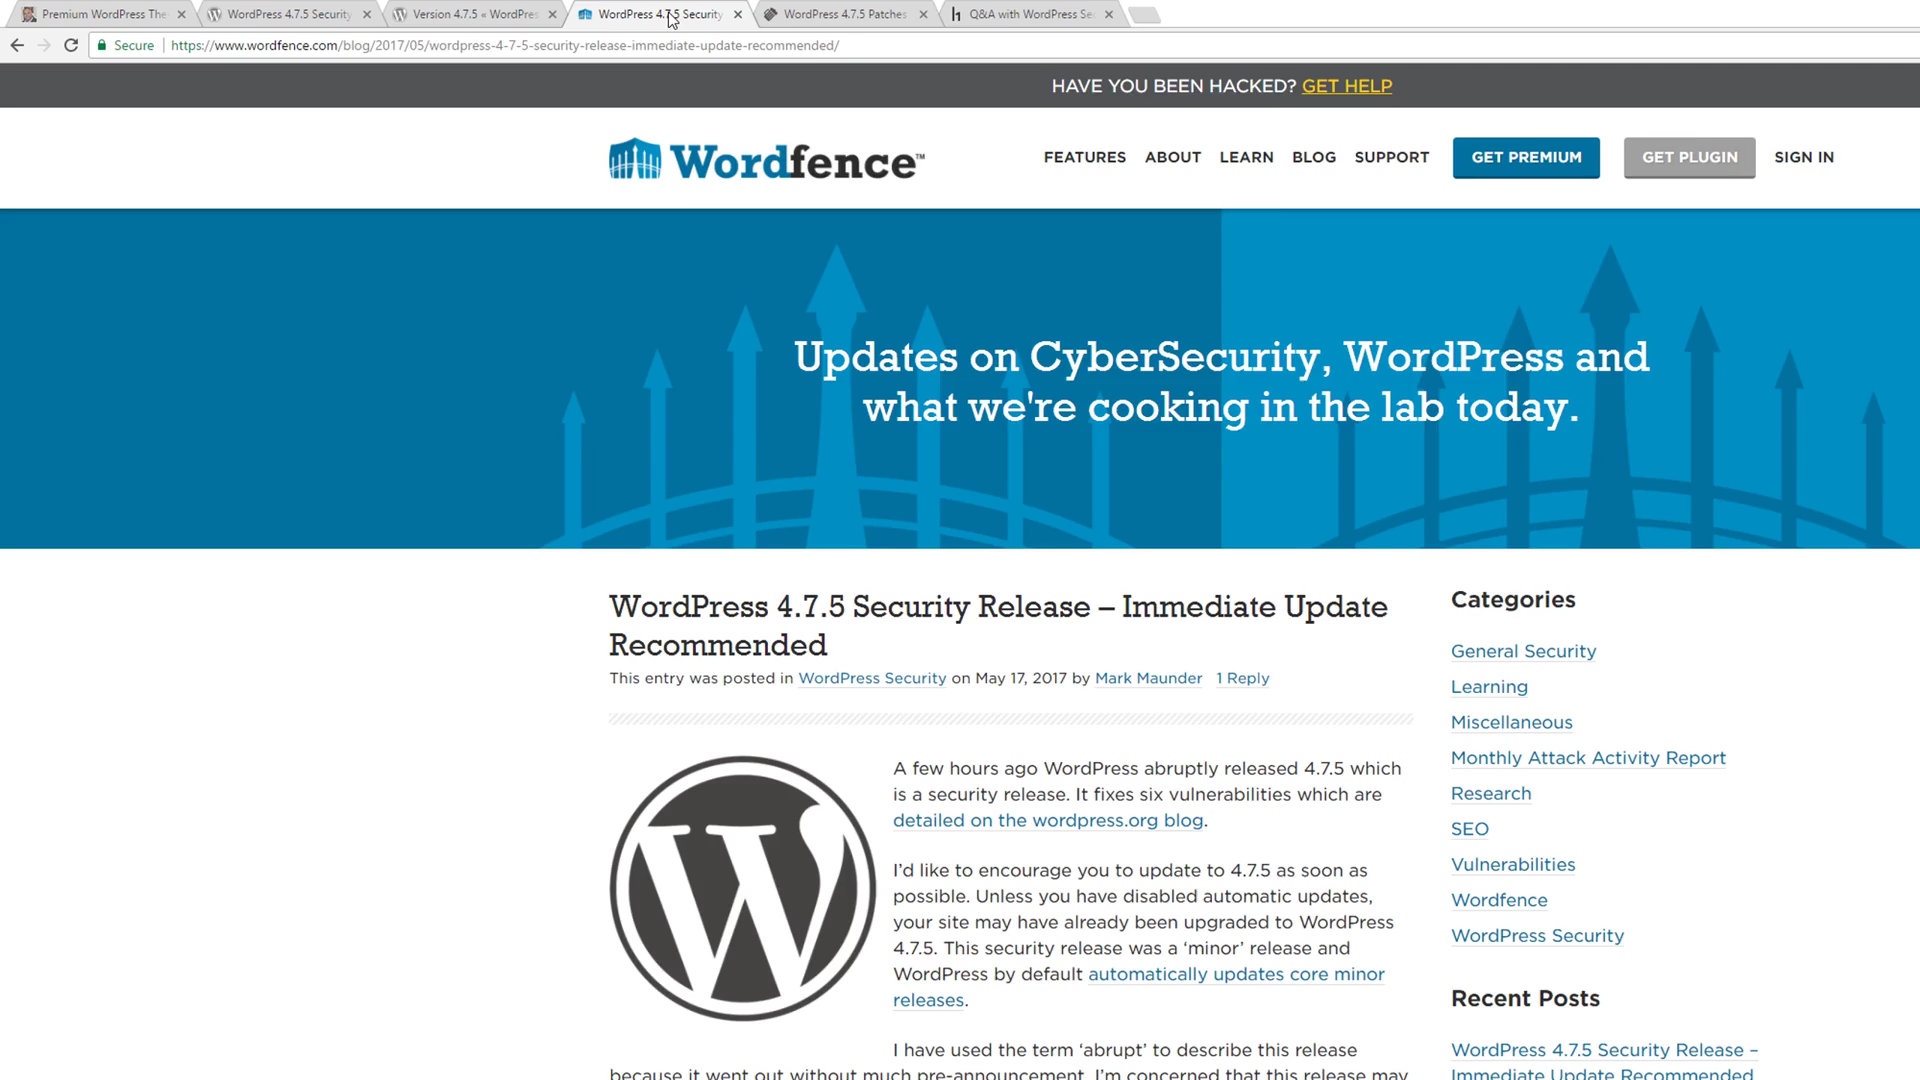 Premium WordPress The
WordPress 4.7.5 Security
Version 4.7.5 « WordPres
WordPress 4.7.5 Security
WordPress 4.7.5 Patches
Q&A with WordPress Sec
Secure
https://www.wordfence.com/blog/2017/05/wordpress-4-7-5-security-release-immediate-update-recommended/
HAVE YOU BEEN HACKED? GET HELP
Wordfence™
FEATURES ABOUT LEARN BLOG SUPPORT GET PREMIUM GET PLUGIN SIGN IN
Updates on CyberSecurity, WordPress and
what we're cooking in the lab today.
WordPress 4.7.5 Security Release – Immediate Update
Recommended
This entry was posted in WordPress Security on May 17, 2017 by Mark Maunder 1 Reply
A few hours ago WordPress abruptly released 4.7.5 which
is a security release. It fixes six vulnerabilities which are
detailed on the wordpress.org blog.
I’d like to encourage you to update to 4.7.5 as soon as
possible. Unless you have disabled automatic updates,
your site may have already been upgraded to WordPress
4.7.5. This security release was a ‘minor’ release and
WordPress by default automatically updates core minor
releases.
I have used the term ‘abrupt’ to describe this release
because it went out without much pre-announcement. I’m concerned that this release may
Categories
General Security
Learning
Miscellaneous
Monthly Attack Activity Report
Research
SEO
Vulnerabilities
Wordfence
WordPress Security
Recent Posts
WordPress 4.7.5 Security Release –
Immediate Update Recommended